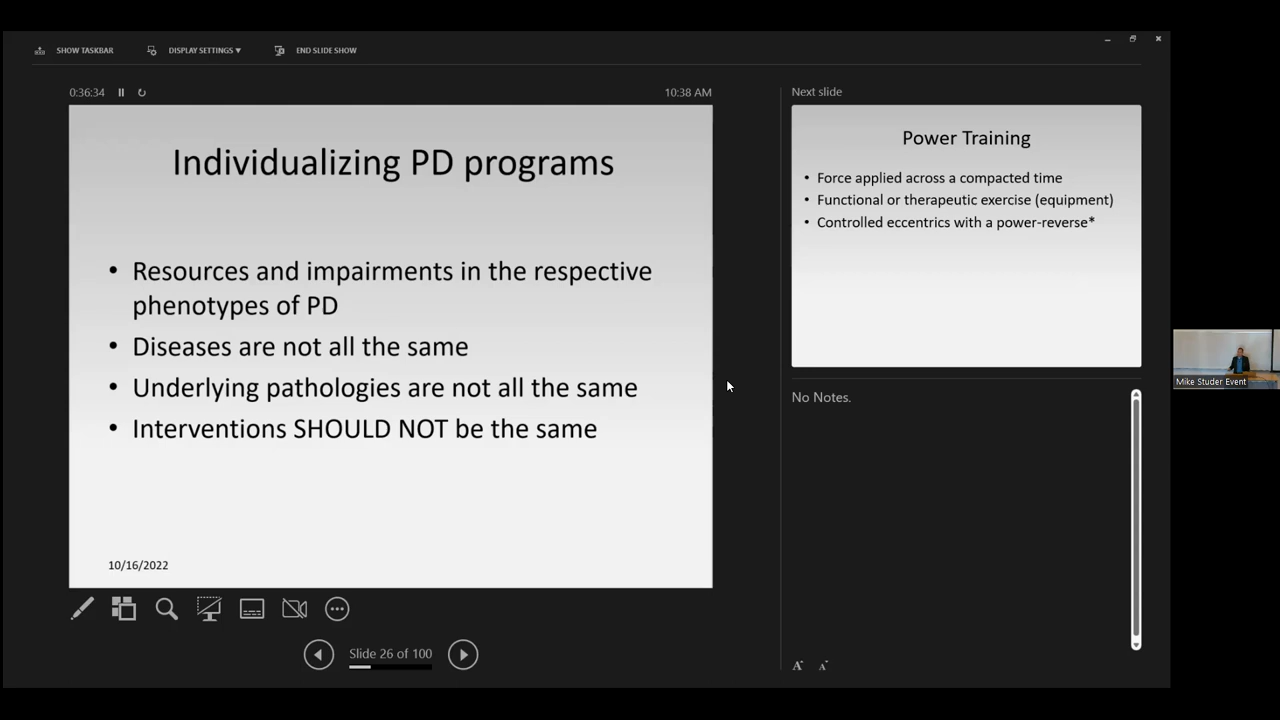 SHOW TASKBAR
DISPLAY SETTINGS ▼
END SLIDE SHOW
0:36:34
10:38 AM
Individualizing PD programs
• Resources and impairments in the respective
phenotypes of PD
• Diseases are not all the same
• Underlying pathologies are not all the same
• Interventions SHOULD NOT be the same
10/16/2022
Slide 26 of 100
Next slide
Power Training
• Force applied across a compacted time
• Functional or therapeutic exercise (equipment)
• Controlled eccentrics with a power-reverse*
No Notes.
A A
Mike Studer Event